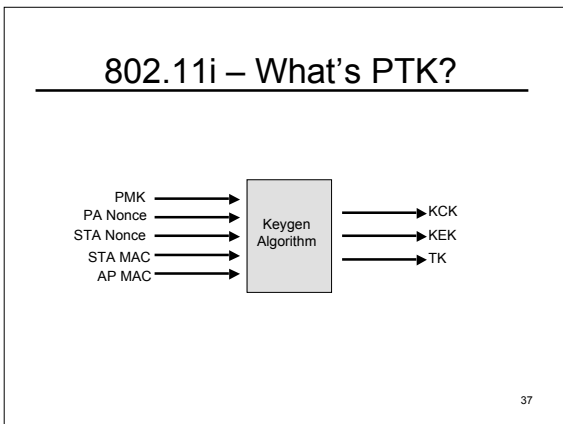 802.11i – What's PTK?
PMK
PA Nonce
STA Nonce
STA MAC
AP MAC
Keygen
Algorithm
KCK
KEK
TK
37